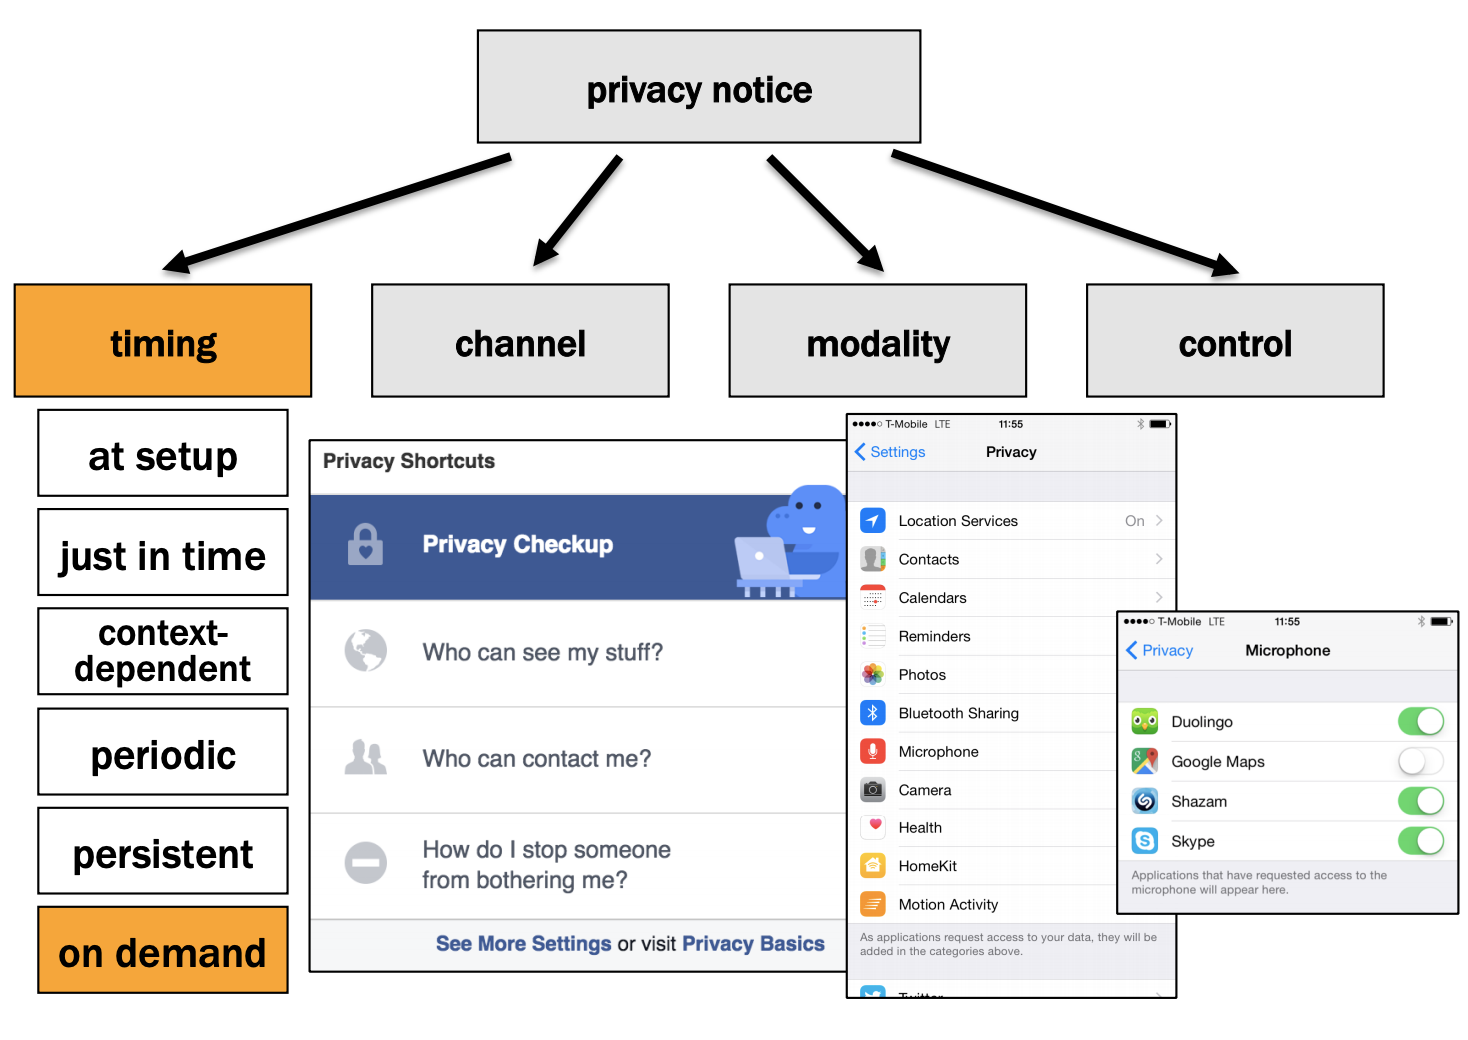 privacy notice
timing
channel
modality
control
at setup
just in time
context-
dependent
periodic
persistent
on demand
Privacy Shortcuts
Privacy Checkup
Who can see my stuff?
Who can contact me?
How do I stop someone
from bothering me?
See More Settings or visit Privacy Basics
T-Mobile LTE 11:55
Settings Privacy
Location Services On
Contacts
Calendars
Reminders
Photos
Bluetooth Sharing
Microphone
Camera
Health
HomeKit
Motion Activity
As applications request access to your data, they will be
added in the categories above.
Twitter
T-Mobile LTE 11:55
Privacy Microphone
Duolingo
Google Maps
Shazam
Skype
Applications that have requested access to the
microphone will appear here.